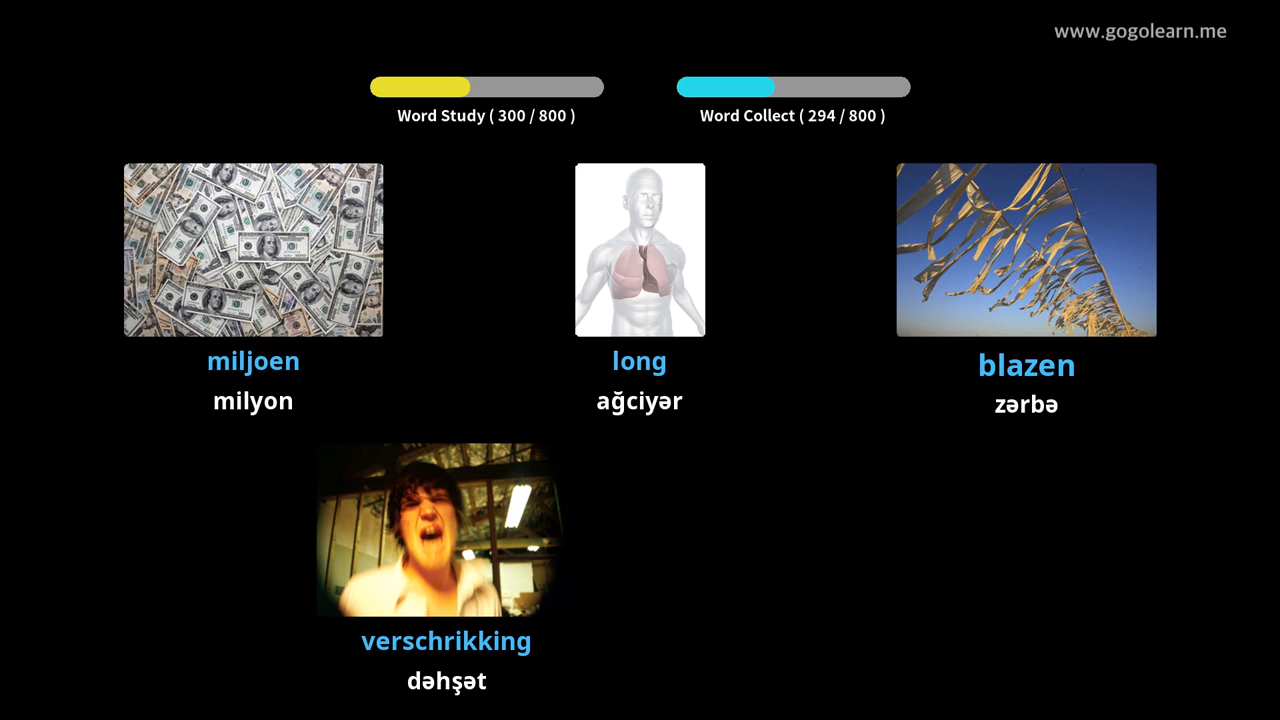 www.gogolearn.me
Word Study ( 300 / 800 )
Word Collect ( 294 / 800 )
miljoen
milyon
long
ağciyər
blazen
zərbə
verschrikking
dəhşət